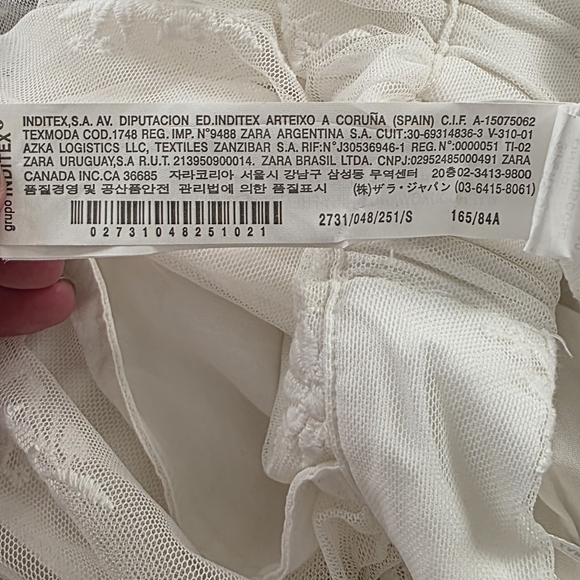 grupo INDITEX
INDITEX,S.A. AV. DIPUTACION ED.INDITEX ARTEIXO A CORUÑA (SPAIN) C.I.F. A-15075062
TEXMODA COD.1748 REG. IMP. N°9488 ZARA ARGENTINA S.A. CUIT:30-69314836-3 V-310-01
AZKA LOGISTICS LLC, TEXTILES ZANZIBAR S.A. RIF:N°J30536946-1 REG.N°0000051 TI-02
ZARA URUGUAY,S A R.U.T. 213950900014. ZARA BRASIL LTDA. CNPJ:02952485000491 ZARA
CANADA INC.CA 36685 자라코리아 서울시 강남구 삼성동 무역센터 20층02-3413-9800
품질경영 및 공산품안전 관리법에 의한 품질표시 (株)ザラ・ジャパン (03-6415-8061)
02731048251021 2731/048/251/S 165/84A